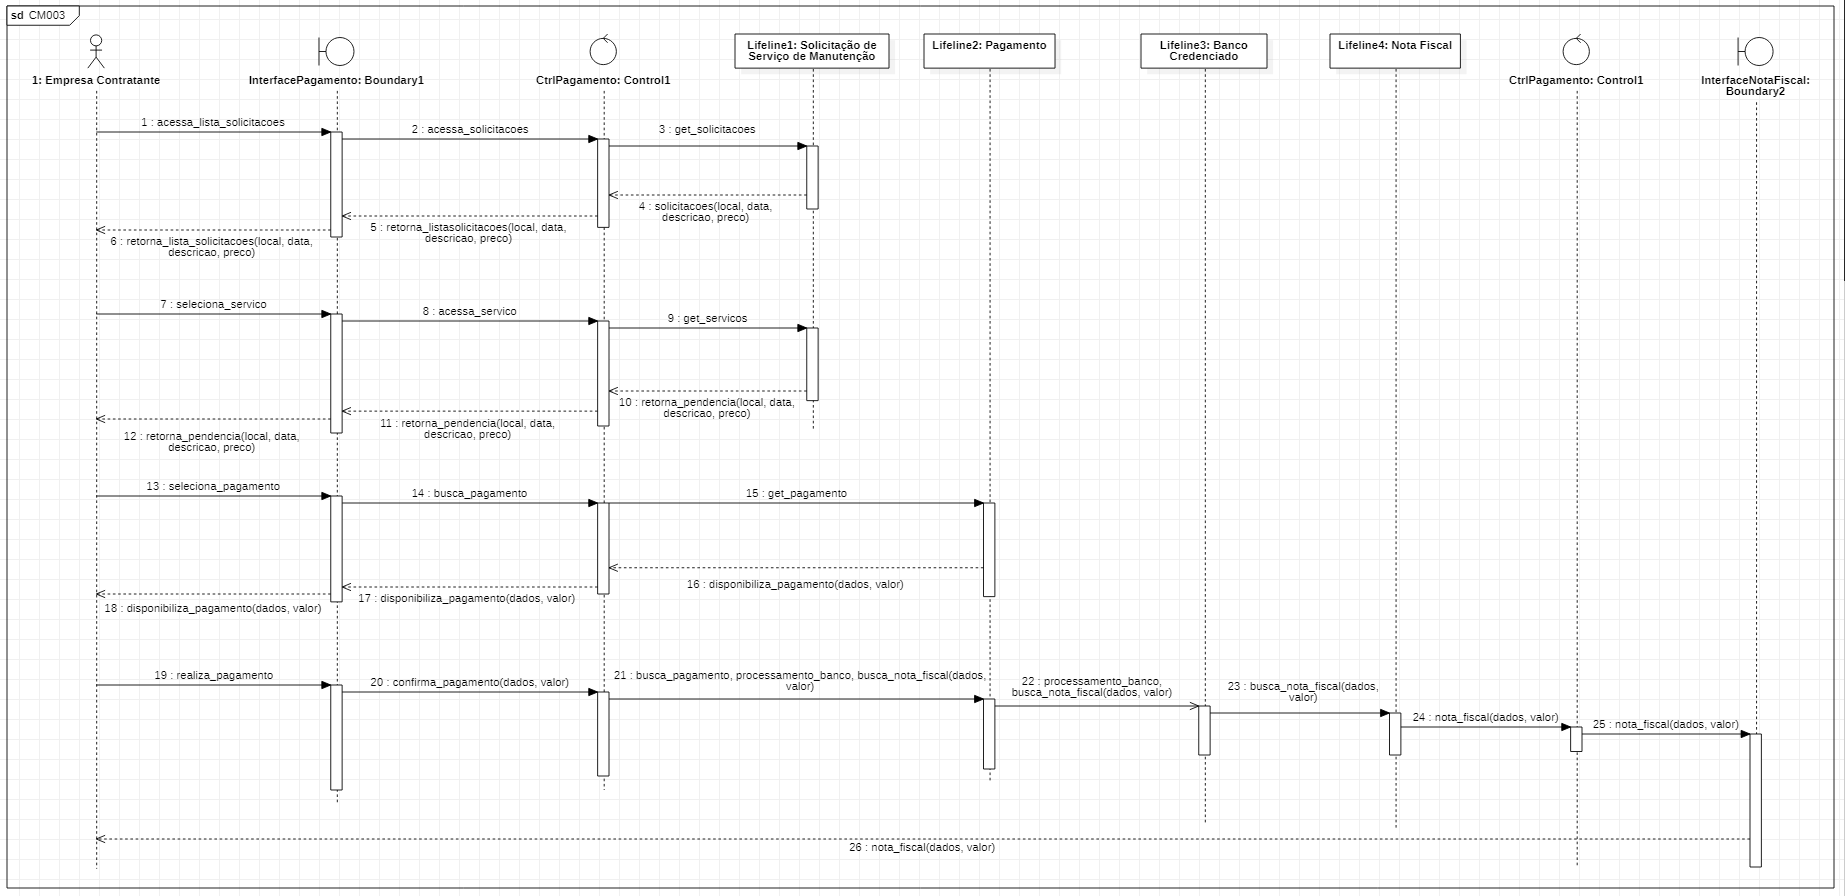 sd CM003
1: Empresa Contratante
InterfacePagamento: Boundary1
CtrlPagamento: Control1
Lifeline1: Solicitação de
Serviço de Manutenção
Lifeline2: Pagamento
Lifeline3: Banco
Credenciado
Lifeline4: Nota Fiscal
CtrlPagamento: Control1
InterfaceNotaFiscal:
Boundary2
1 : acessa_lista_solicitacoes
2 : acessa_solicitacoes
3 : get_solicitacoes
4 : solicitacoes(local, data,
descricao, preco)
5 : retorna_listasolicitacoes(local, data,
descricao, preco)
6 : retorna_lista_solicitacoes(local, data,
descricao, preco)
7 : seleciona_servico
8 : acessa_servico
9 : get_servicos
10 : retorna_pendencia(local, data,
descricao, preco)
11 : retorna_pendencia(local, data,
descricao, preco)
12 : retorna_pendencia(local, data,
descricao, preco)
13 : seleciona_pagamento
14 : busca_pagamento
15 : get_pagamento
16 : disponibiliza_pagamento(dados, valor)
17 : disponibiliza_pagamento(dados, valor)
18 : disponibiliza_pagamento(dados, valor)
19 : realiza_pagamento
20 : confirma_pagamento(dados, valor)
21 : busca_pagamento, processamento_banco, busca_nota_fiscal(dados,
valor)
22 : processamento_banco,
busca_nota_fiscal(dados, valor)
23 : busca_nota_fiscal(dados,
valor)
24 : nota_fiscal(dados, valor)
25 : nota_fiscal(dados, valor)
26 : nota_fiscal(dados, valor)